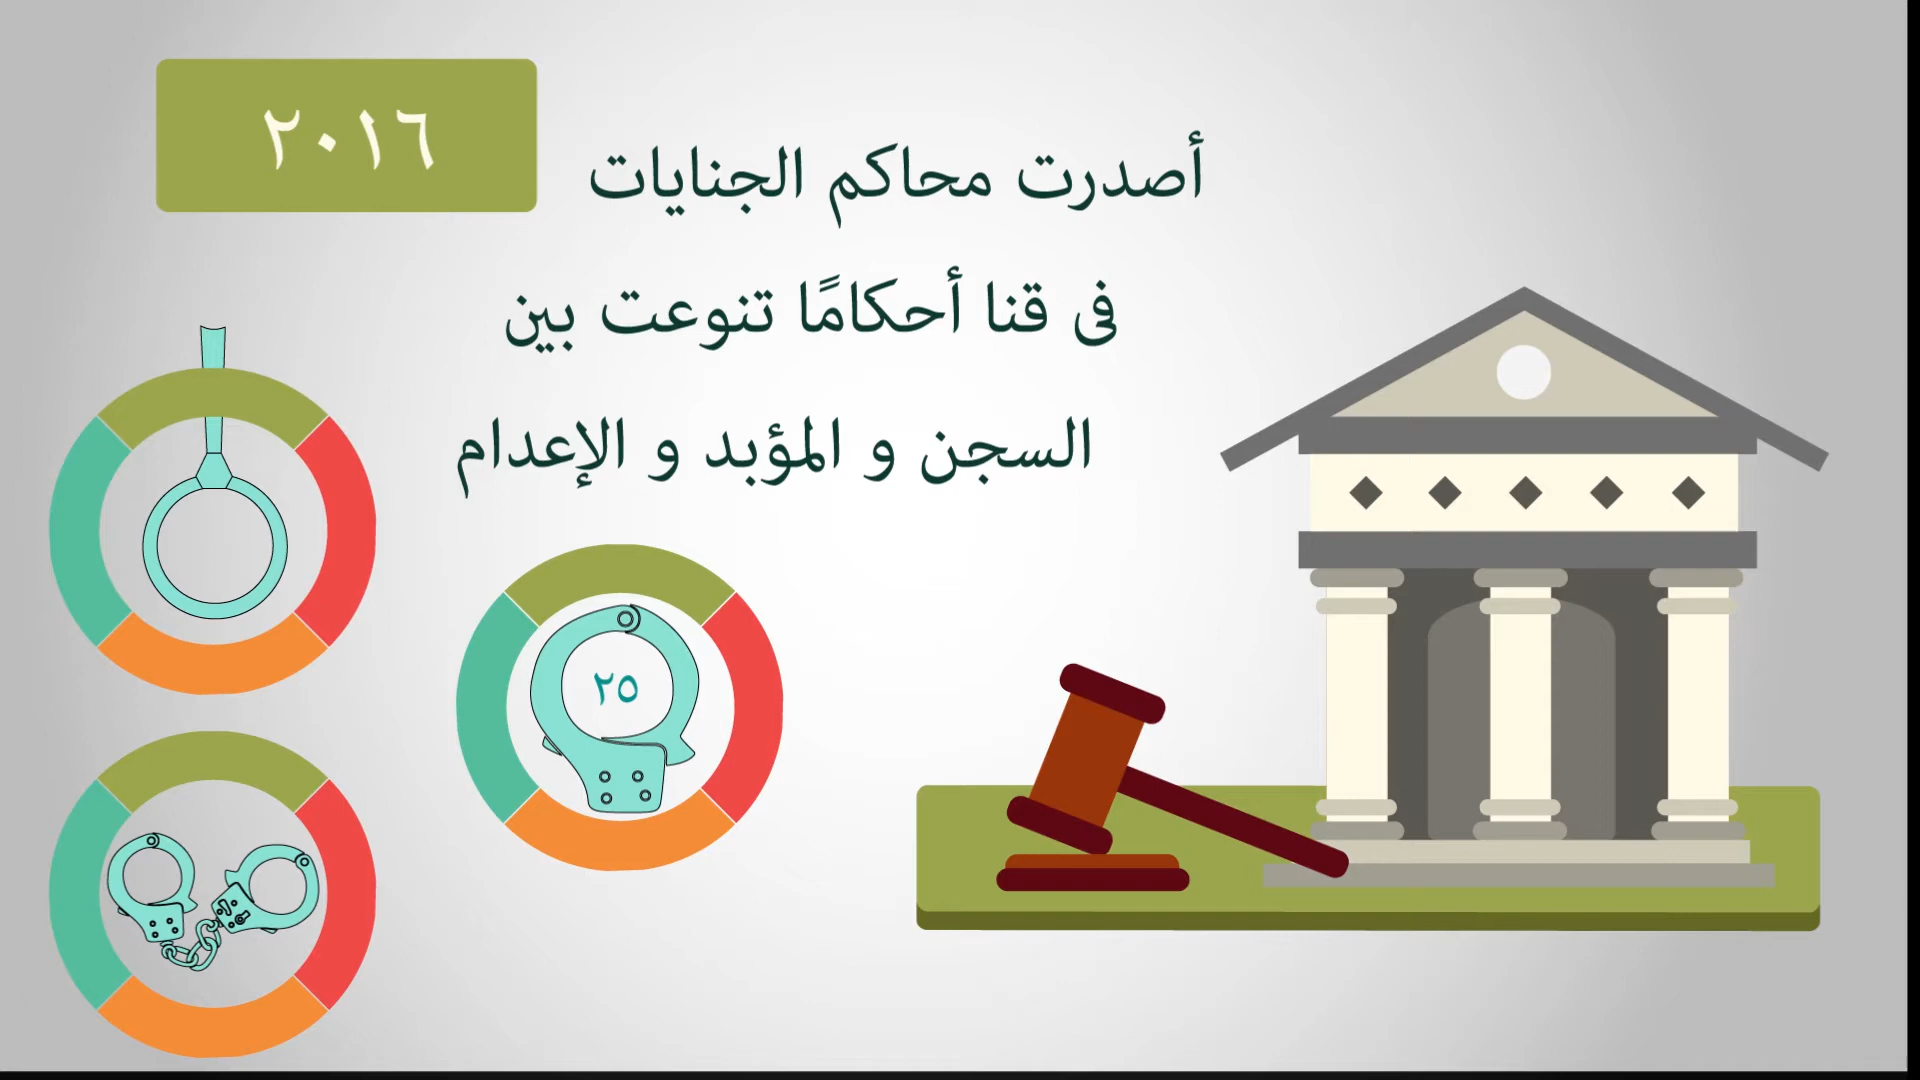 ٢٠١٦
أصدرت محاكم الجنايات
فى قنا أحكامًا تنوعت بين
السجن و المؤبد و الإعدام
٢٥